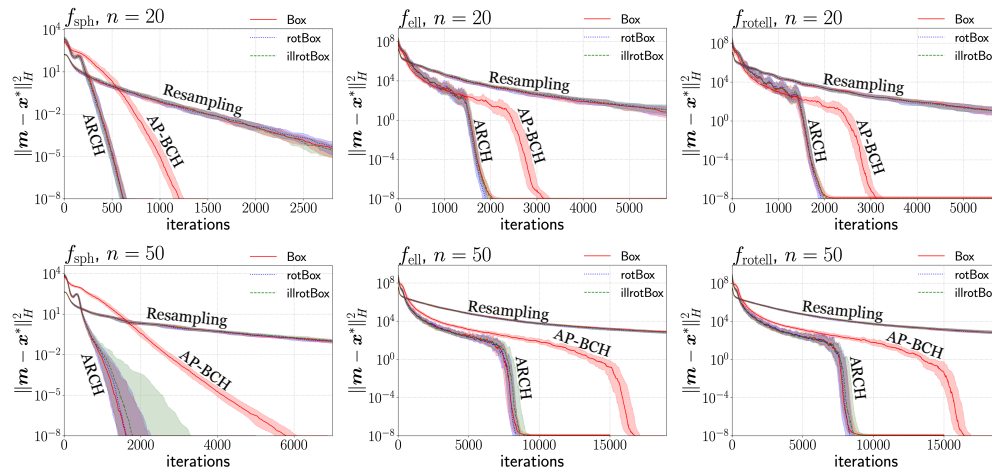 f_sph, n = 20
Box
rotBox
illrotBox
10^4
10^1
10^-2
10^-5
10^-8
‖m − x*‖²_H
Resampling
ARCH
AP-BCH
0 500 1000 1500 2000 2500
iterations
f_ell, n = 20
Box
rotBox
illrotBox
10^8
10^4
10^0
10^-4
10^-8
‖m − x*‖²_H
Resampling
ARCH
AP-BCH
0 1000 2000 3000 4000 5000
iterations
f_rotell, n = 20
Box
rotBox
illrotBox
10^8
10^4
10^0
10^-4
10^-8
‖m − x*‖²_H
Resampling
ARCH
AP-BCH
0 1000 2000 3000 4000 5000
iterations
f_sph, n = 50
Box
rotBox
illrotBox
10^4
10^1
10^-2
10^-5
10^-8
‖m − x*‖²_H
Resampling
ARCH
AP-BCH
0 2000 4000 6000
iterations
f_ell, n = 50
Box
rotBox
illrotBox
10^8
10^4
10^0
10^-4
10^-8
‖m − x*‖²_H
Resampling
AP-BCH
ARCH
0 5000 10000 15000
iterations
f_rotell, n = 50
Box
rotBox
illrotBox
10^8
10^4
10^0
10^-4
10^-8
‖m − x*‖²_H
Resampling
AP-BCH
ARCH
0 5000 10000 15000
iterations